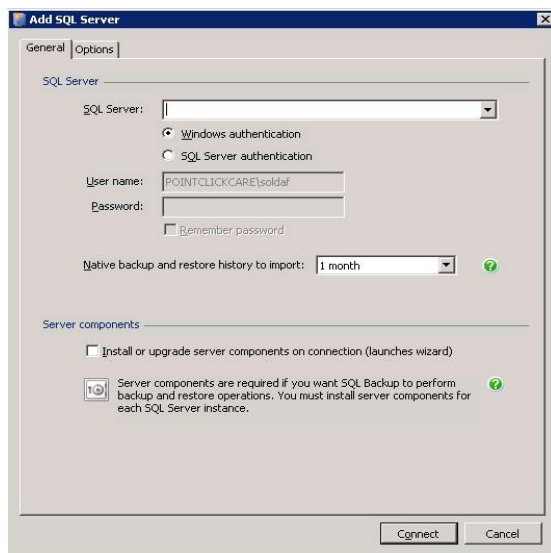 Add SQL Server
General
Options
SQL Server
SQL Server:
Windows authentication
SQL Server authentication
User name: POINTCLICKCARE\soldaf
Password:
Remember password
Native backup and restore history to import: 1 month
Server components
Install or upgrade server components on connection (launches wizard)
Server components are required if you want SQL Backup to perform
backup and restore operations. You must install server components for
each SQL Server instance.
Connect
Cancel